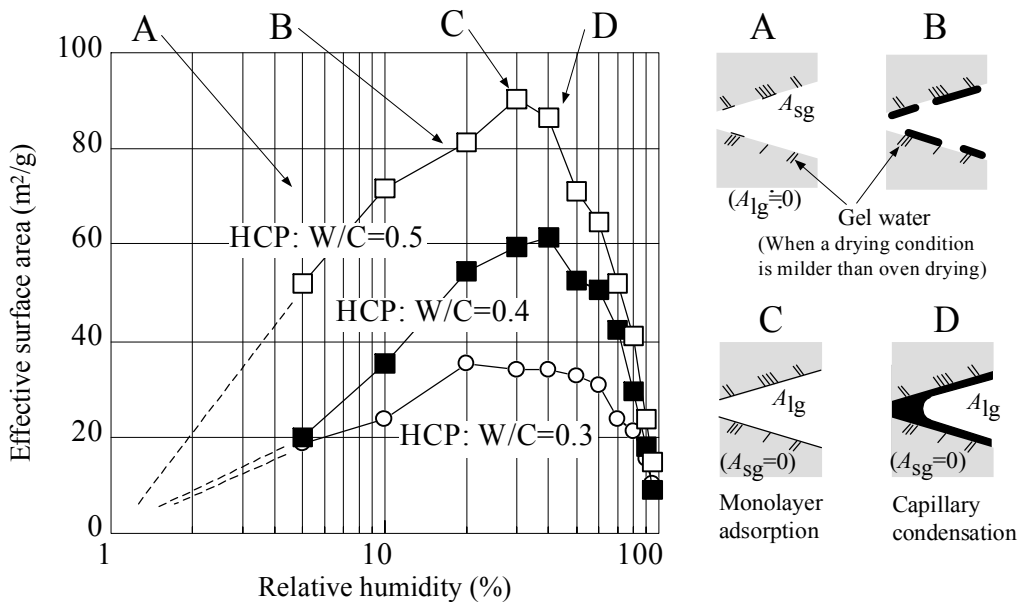 A B C D
100
80
60
40
20
0
Effective surface area (m²/g)
HCP: W/C=0.5
HCP: W/C=0.4
HCP: W/C=0.3
1 10 100
Relative humidity (%)
A B
Asg
(Alg≑0)
Gel water
(When a drying condition
is milder than oven drying)
C D
Alg Alg
(Asg=0) (Asg=0)
Monolayer
adsorption
Capillary
condensation